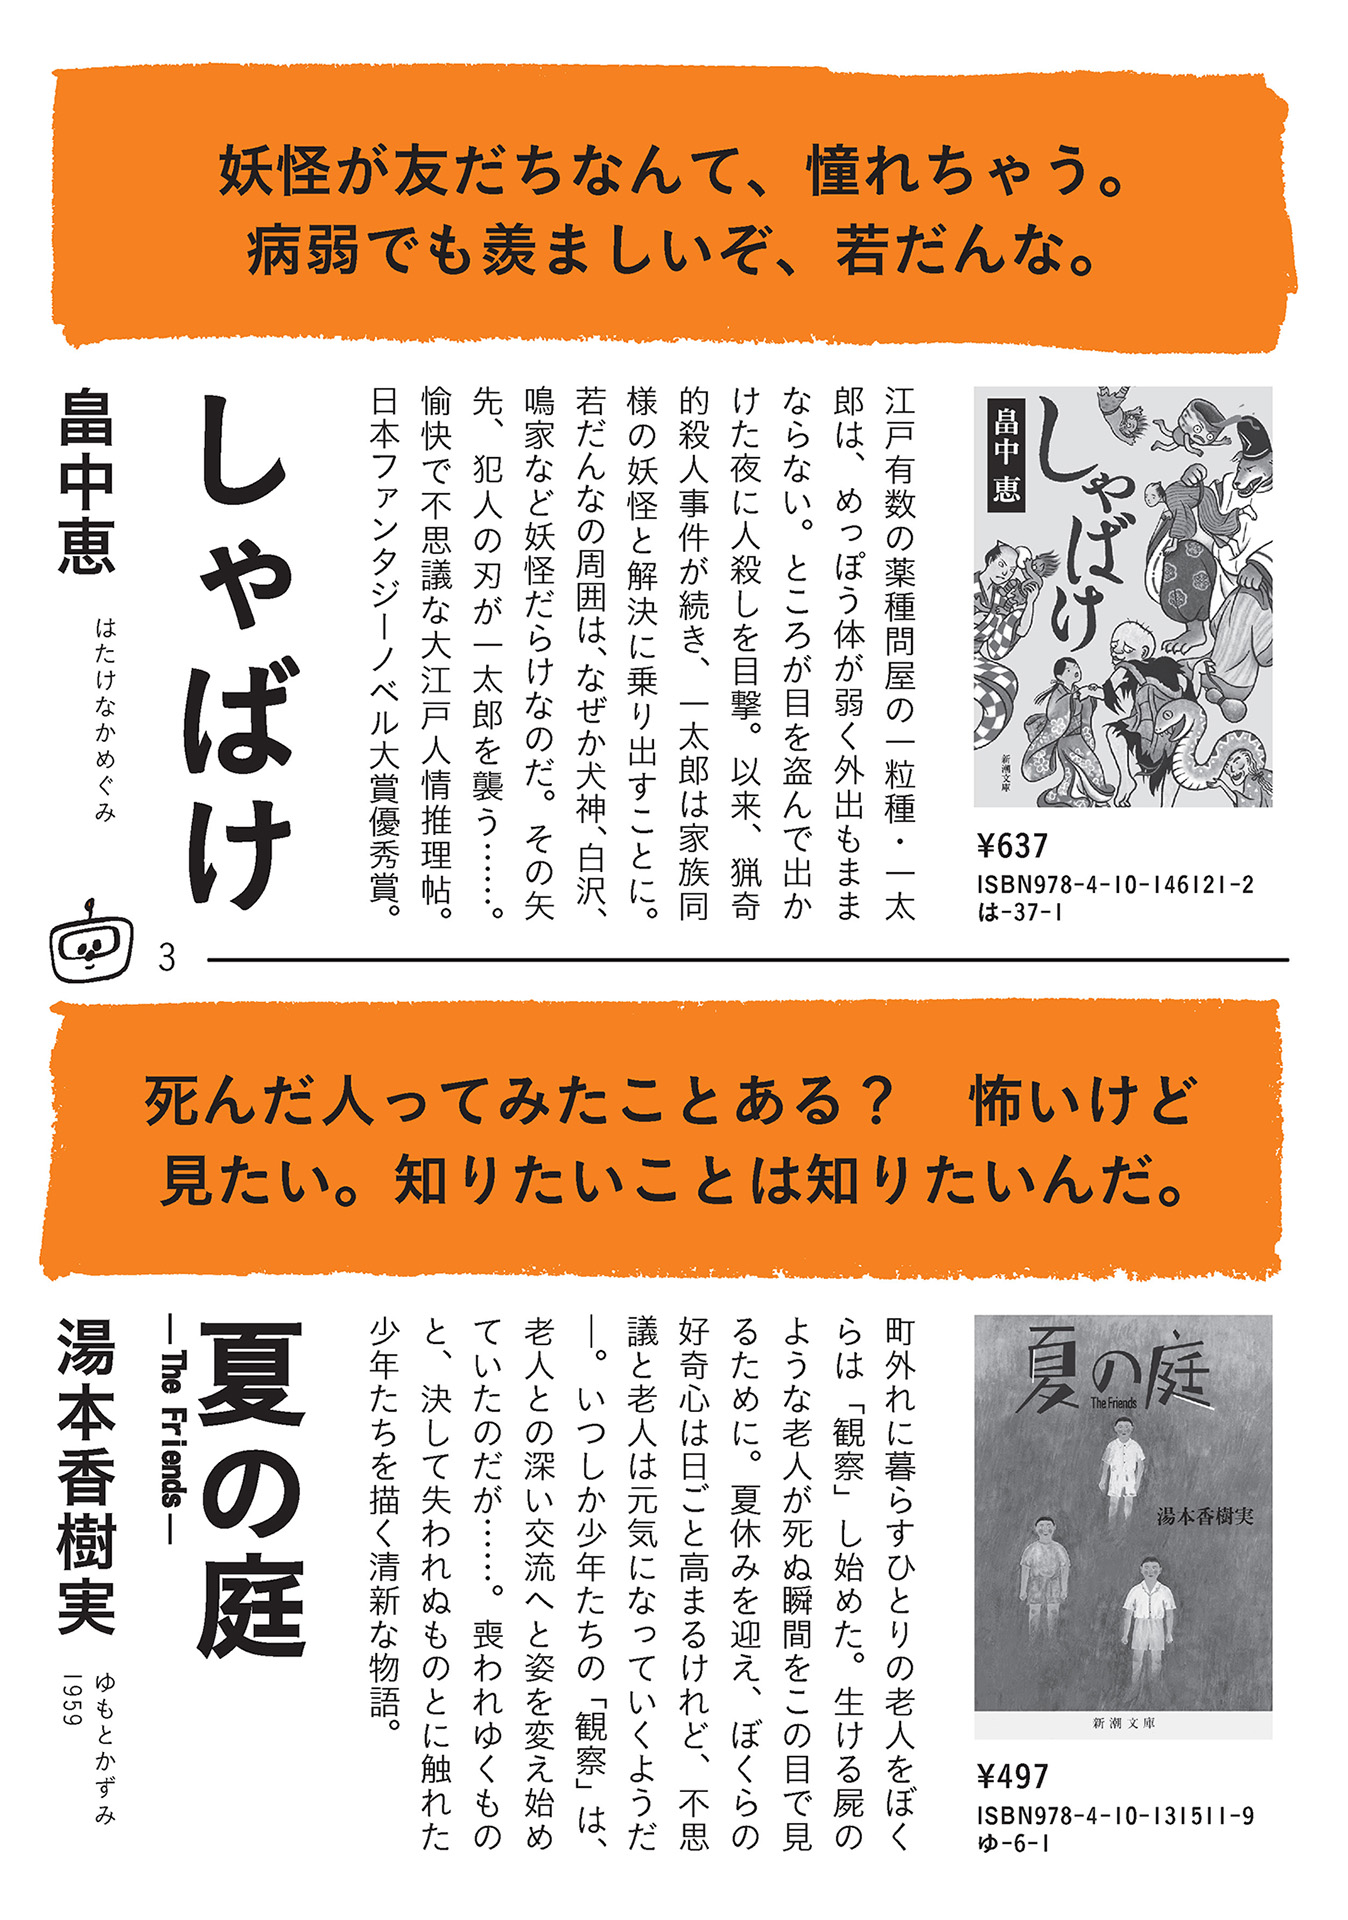 妖怪が友だちなんて、憧れちゃう。
病弱でも羨ましいぞ、若だんな。
しゃばけ
畠中恵
新潮文庫
¥637
ISBN978-4-10-146121-2
は-37-1
江戸有数の薬種問屋の一粒種・一太
郎は、めっぽう体が弱く外出もまま
ならない。ところが目を盗んで出か
けた夜に人殺しを目撃。以来、猟奇
的殺人事件が続き、一太郎は家族同
様の妖怪と解決に乗り出すことに。
若だんなの周囲は、なぜか犬神、白沢、
鳴家など妖怪だらけなのだ。その矢
先、犯人の刃が一太郎を襲う……。
愉快で不思議な大江戸人情推理帖。
日本ファンタジーノベル大賞優秀賞。
しゃばけ
畠中恵
はたけなかめぐみ
3
死んだ人ってみたことある？　怖いけど
見たい。知りたいことは知りたいんだ。
夏の庭
The Friends
湯本香樹実
新潮文庫
¥497
ISBN978-4-10-131511-9
ゆ-6-1
町外れに暮らすひとりの老人をぼく
らは「観察」し始めた。生ける屍の
ような老人が死ぬ瞬間をこの目で見
るために。夏休みを迎え、ぼくらの
好奇心は日ごと高まるけれど、不思
議と老人は元気になっていくようだ
―。いつしか少年たちの「観察」は、
老人との深い交流へと姿を変え始め
ていたのだが……。喪われゆくもの
と、決して失われぬものとに触れた
少年たちを描く清新な物語。
夏の庭
―The Friends―
湯本香樹実
ゆもとかずみ
1959